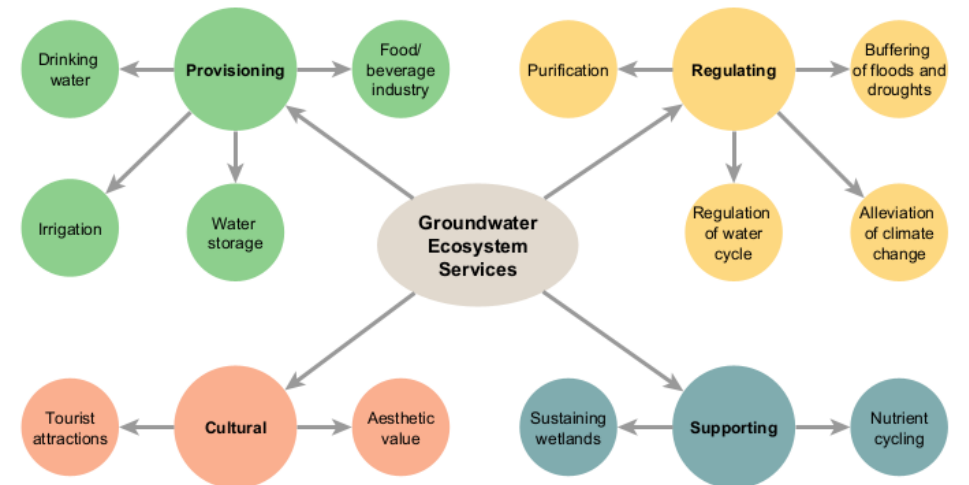 Drinking
water
Provisioning
Food/
beverage
industry
Irrigation
Water
storage
Purification
Regulating
Buffering
of floods and
droughts
Regulation
of water
cycle
Alleviation
of climate
change
Groundwater
Ecosystem
Services
Tourist
attractions
Cultural
Aesthetic
value
Sustaining
wetlands
Supporting
Nutrient
cycling